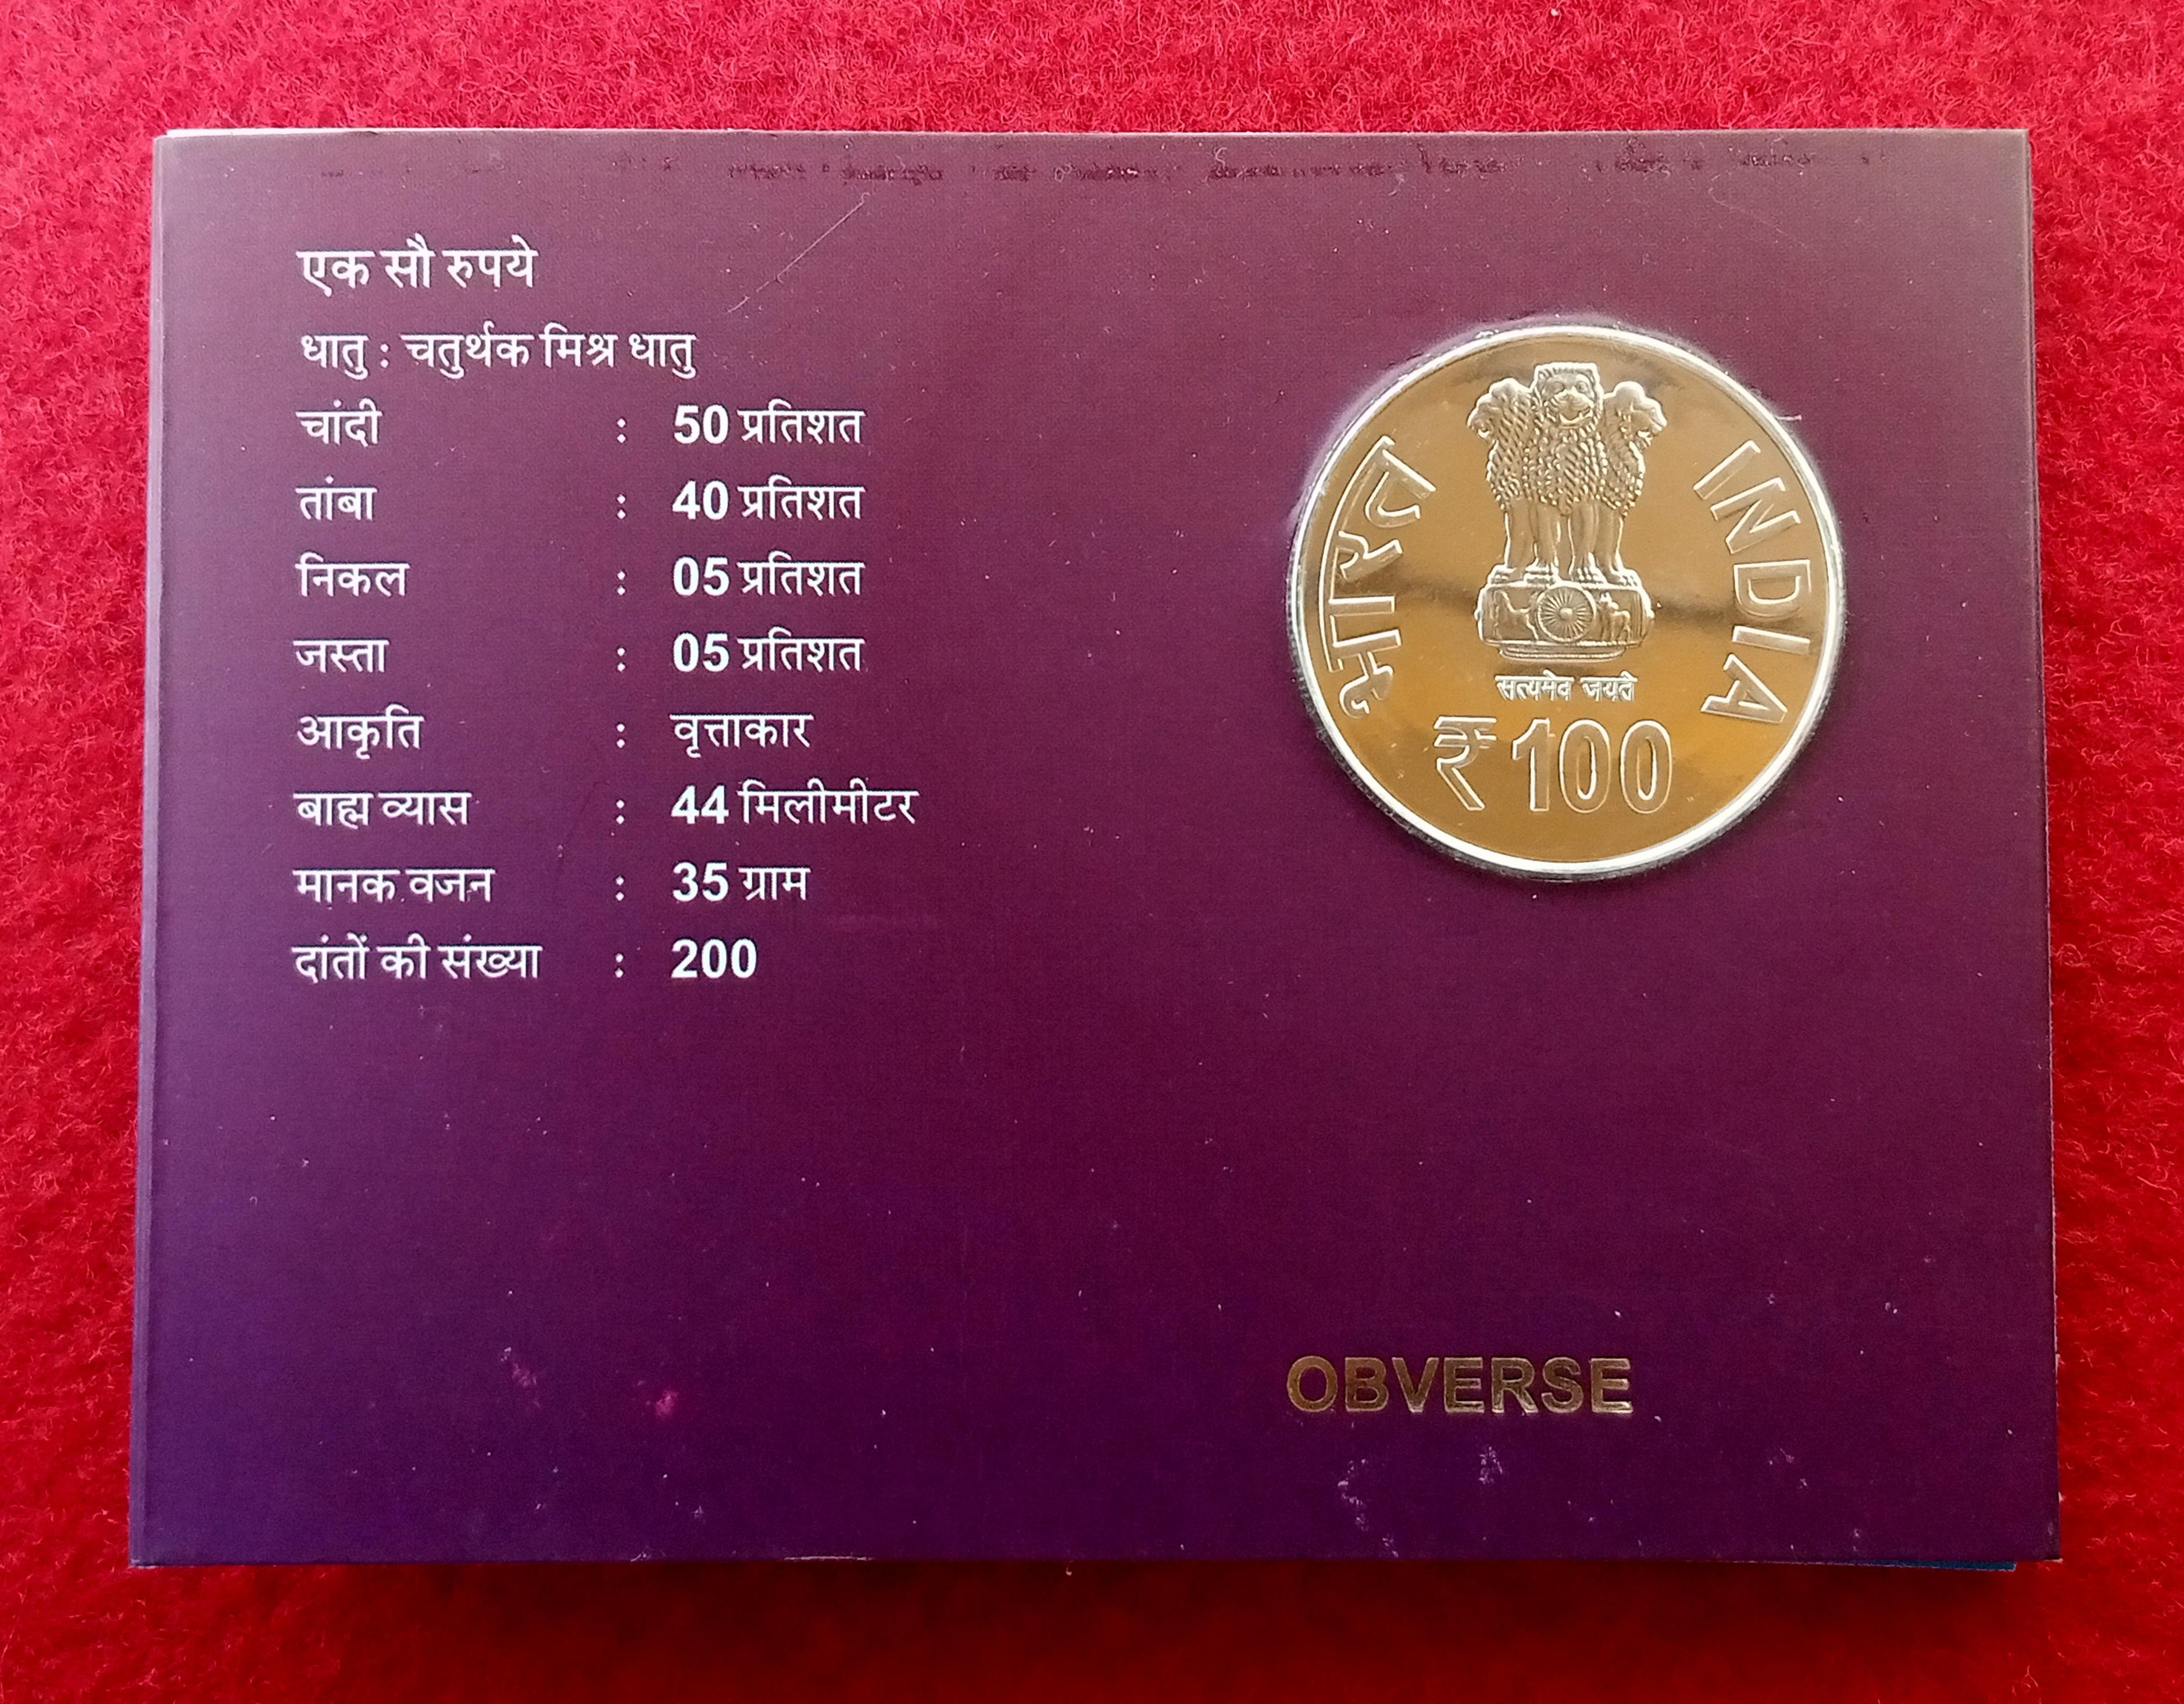 एक सौ रुपये
धातु : चतुर्थक मिश्र धातु
चांदी : 50 प्रतिशत
तांबा : 40 प्रतिशत
निकल : 05 प्रतिशत
जस्ता : 05 प्रतिशत
आकृति : वृत्ताकार
बाह्म व्यास : 44 मिलीमीटर
मानक वजन : 35 ग्राम
दांतों की संख्या : 200
भारत
INDIA
सत्यमेव जयते
₹ 100
OBVERSE